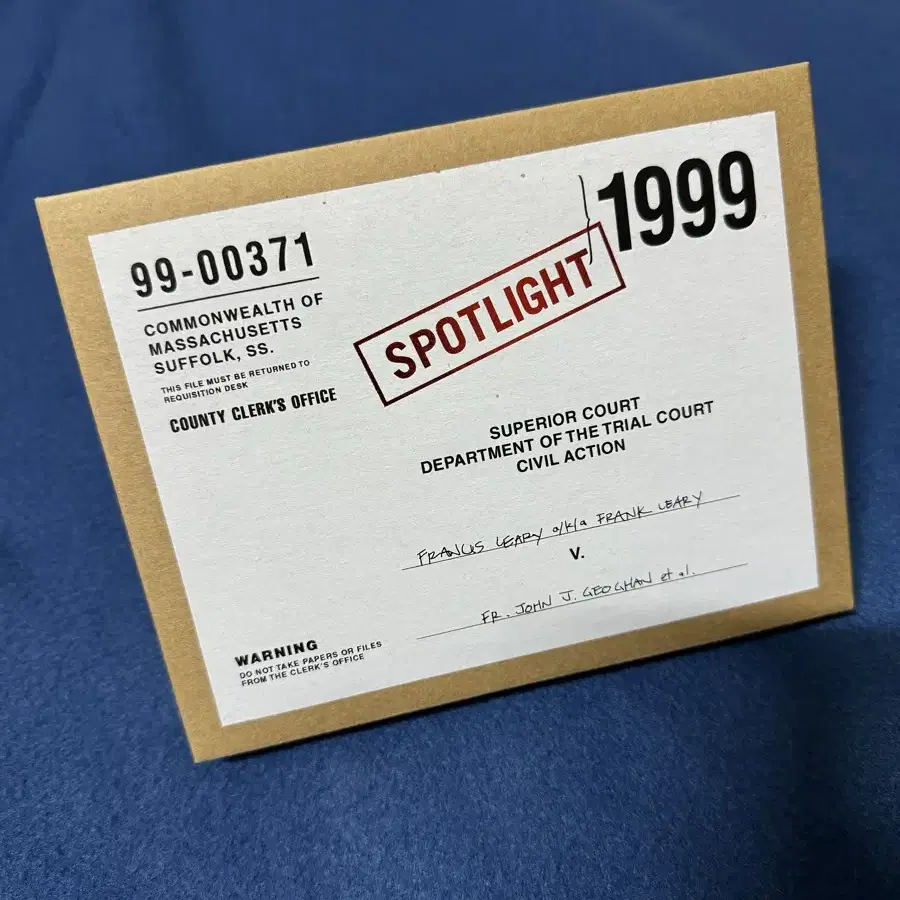 99-00371
COMMONWEALTH OF
MASSACHUSETTS
SUFFOLK, SS.
THIS FILE MUST BE RETURNED TO
REQUISITION DESK
COUNTY CLERK'S OFFICE
1999
SPOTLIGHT
SUPERIOR COURT
DEPARTMENT OF THE TRIAL COURT
CIVIL ACTION
FRANCIS LEARY a/k/a FRANK LEARY
V.
FR. JOHN J. GEOGHAN et al.
WARNING
DO NOT TAKE PAPERS OR FILES
FROM THE CLERK'S OFFICE